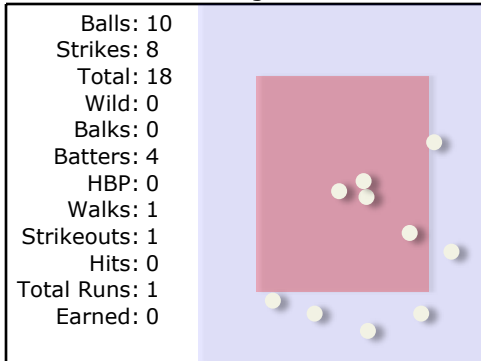 Balls: 10
Strikes: 8
Total: 18
Wild: 0
Balks: 0
Batters: 4
HBP: 0
Walks: 1
Strikeouts: 1
Hits: 0
Total Runs: 1
Earned: 0